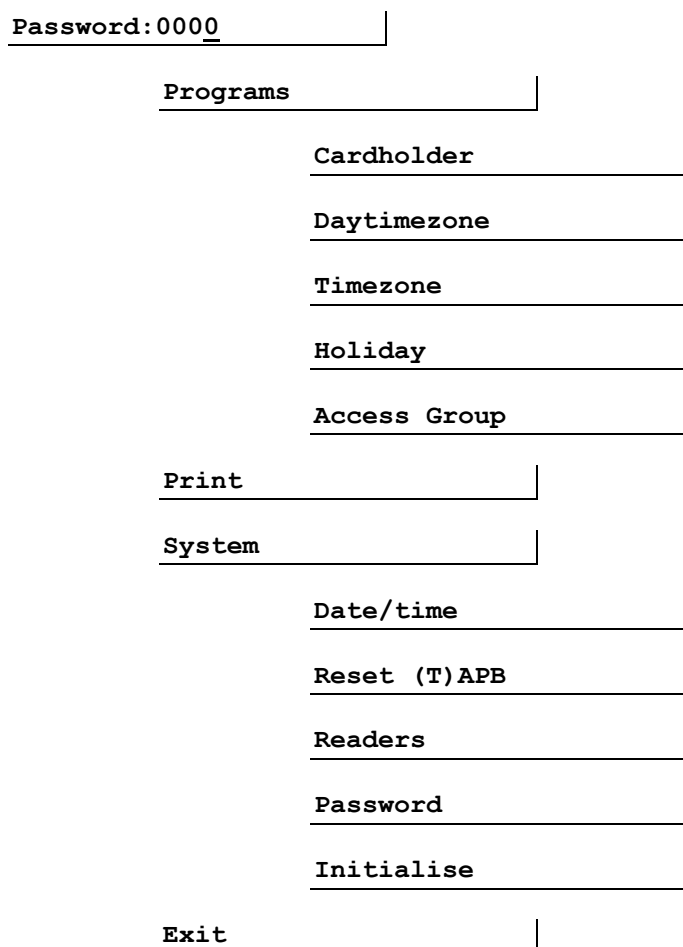 Password:0000
Programs
Cardholder
Daytimezone
Timezone
Holiday
Access Group
Print
System
Date/time
Reset (T)APB
Readers
Password
Initialise
Exit